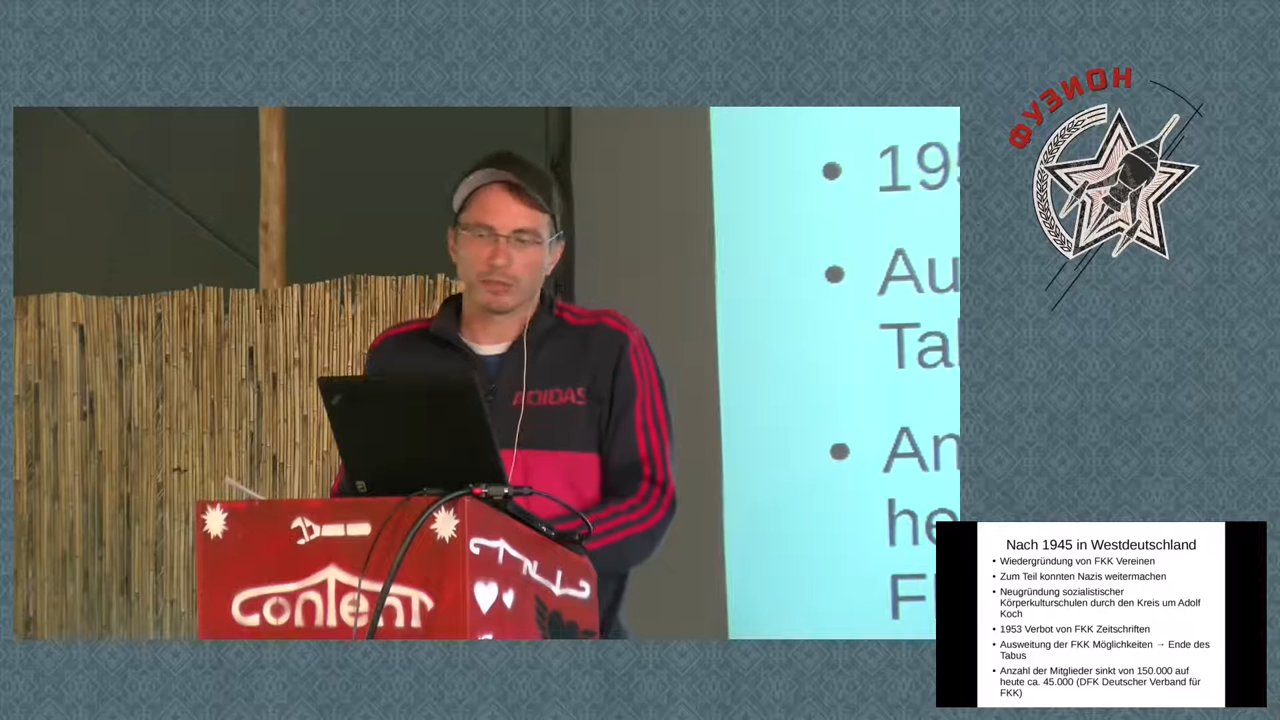 ФУЗИОН
195
Au
Tal
An
he
F
ADIDAS
content
Nach 1945 in Westdeutschland
• Wiedergründung von FKK Vereinen
• Zum Teil konnten Nazis weitermachen
• Neugründung sozialistischer
Körperkulturschulen durch den Kreis um Adolf
Koch
• 1953 Verbot von FKK Zeitschriften
• Ausweitung der FKK Möglichkeiten → Ende des
Tabus
• Anzahl der Mitglieder sinkt von 150.000 auf
heute ca. 45.000 (DFK Deutscher Verband für
FKK)